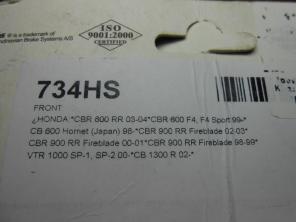 is a trademark of
ndinavian Brake Systems A/S
ISO
9001:2000
734HS
FRONT
¿HONDA *CBR 600 RR 03-04*CBR 600 F4, F4 Sport 99-*
CB 600 Hornet (Japan) 98-*CBR 900 RR Fireblade 02-03*
CBR 900 RR Fireblade 00-01*CBR 900 RR Fireblade 98-99*
VTR 1000 SP-1, SP-2 00-*CB 1300 R 02-*